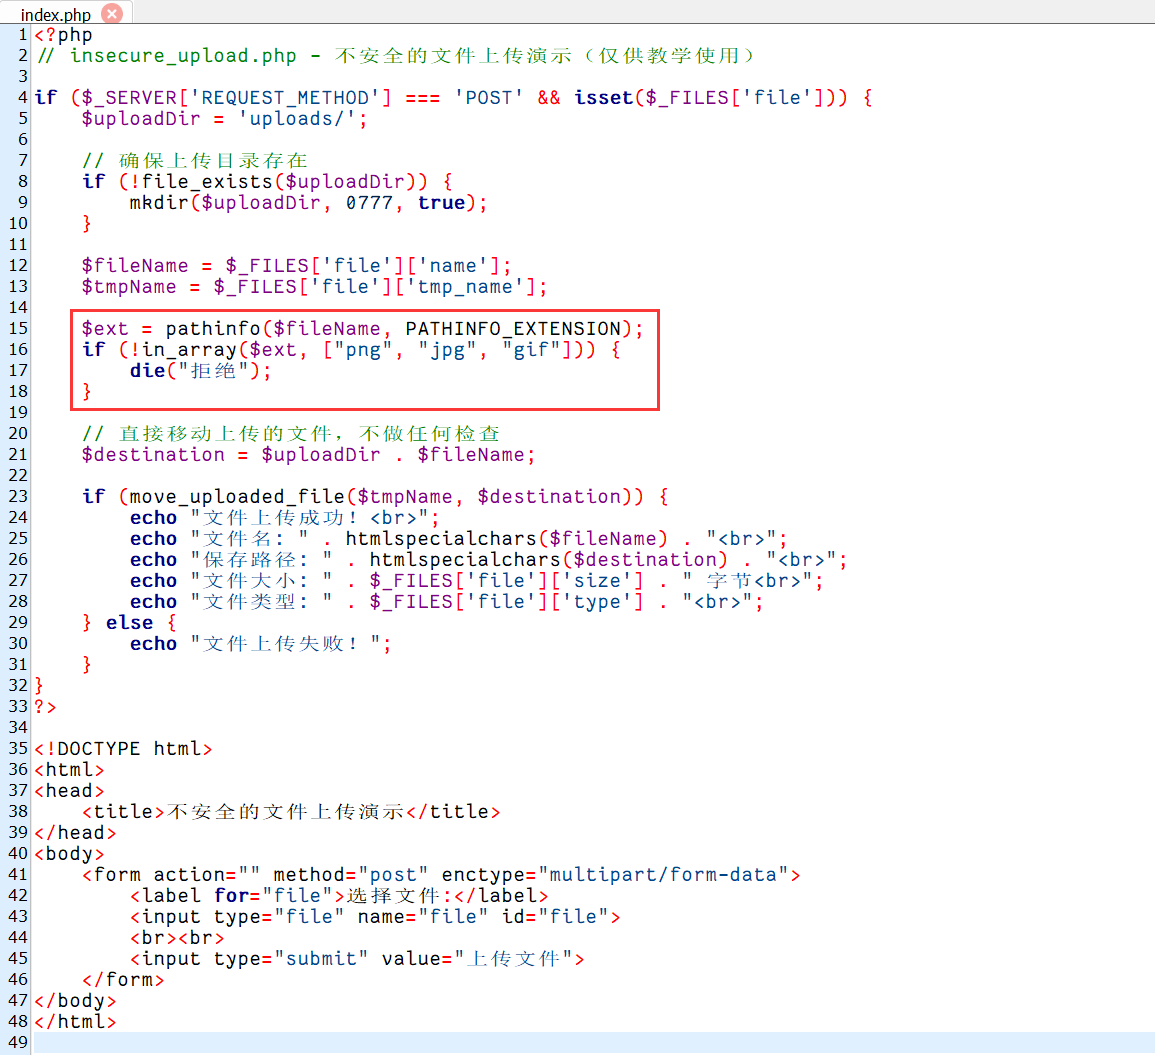 index.php
1 <?php
2 // insecure_upload.php - 不安全的文件上传演示（仅供教学使用）
3
4 if ($_SERVER['REQUEST_METHOD'] === 'POST' && isset($_FILES['file'])) {
5     $uploadDir = 'uploads/';
6
7     // 确保上传目录存在
8     if (!file_exists($uploadDir)) {
9         mkdir($uploadDir, 0777, true);
10     }
11
12     $fileName = $_FILES['file']['name'];
13     $tmpName = $_FILES['file']['tmp_name'];
14
15     $ext = pathinfo($fileName, PATHINFO_EXTENSION);
16     if (!in_array($ext, ["png", "jpg", "gif"])) {
17         die("拒绝");
18     }
19
20     // 直接移动上传的文件，不做任何检查
21     $destination = $uploadDir . $fileName;
22
23     if (move_uploaded_file($tmpName, $destination)) {
24         echo "文件上传成功！<br>";
25         echo "文件名：" . htmlspecialchars($fileName) . "<br>";
26         echo "保存路径：" . htmlspecialchars($destination) . "<br>";
27         echo "文件大小：" . $_FILES['file']['size'] . " 字节<br>";
28         echo "文件类型：" . $_FILES['file']['type'] . "<br>";
29     } else {
30         echo "文件上传失败！";
31     }
32 }
33 ?>
34
35 <!DOCTYPE html>
36 <html>
37 <head>
38     <title>不安全的文件上传演示</title>
39 </head>
40 <body>
41     <form action="" method="post" enctype="multipart/form-data">
42         <label for="file">选择文件:</label>
43         <input type="file" name="file" id="file">
44         <br><br>
45         <input type="submit" value="上传文件">
46     </form>
47 </body>
48 </html>
49